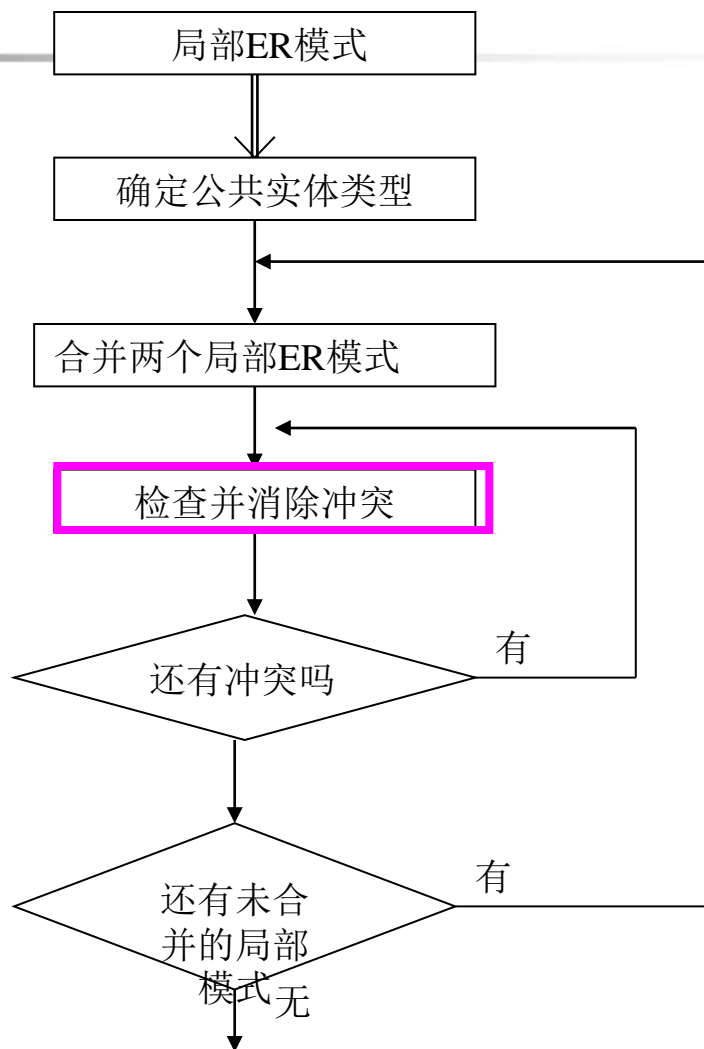 局部ER模式
确定公共实体类型
合并两个局部ER模式
检查并消除冲突
还有冲突吗
有
还有未合
并的局部
模式
有
无